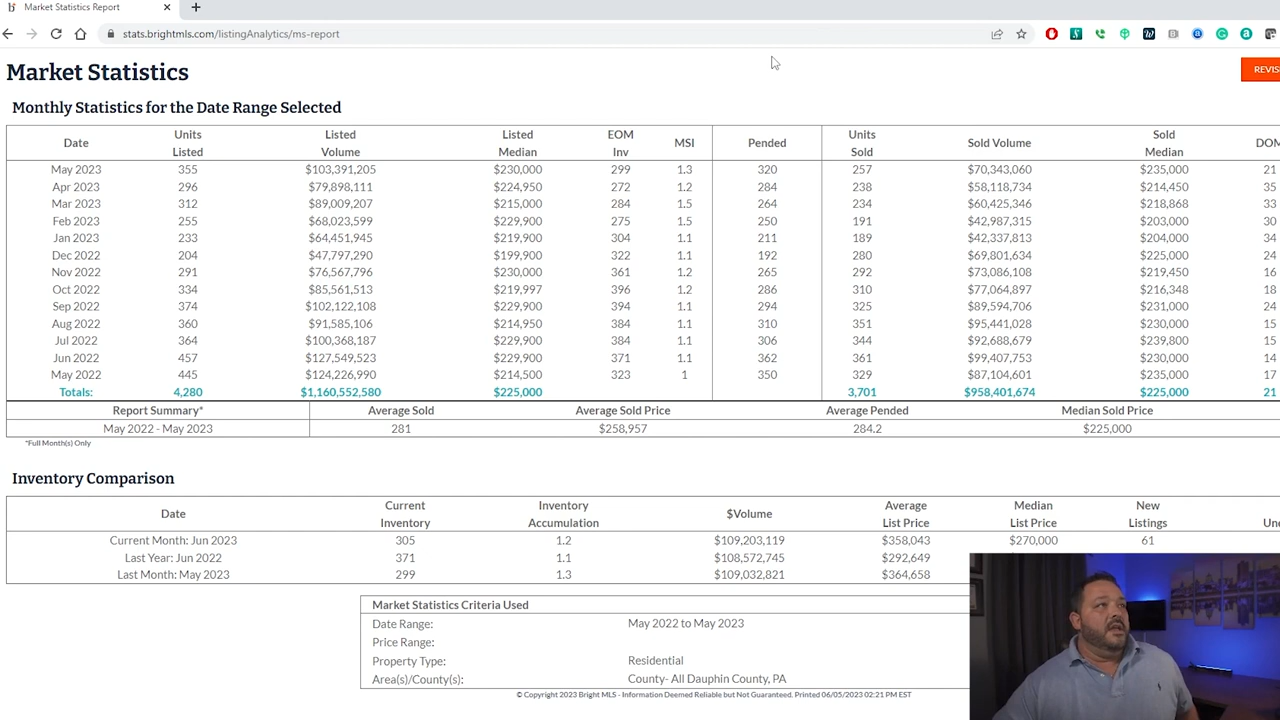 Market Statistics Report
stats.brightmls.com/listingAnalytics/ms-report
Market Statistics
REVIS
Monthly Statistics for the Date Range Selected
Date Units Listed Listed Volume Listed Median EOM Inv MSI Pended Units Sold Sold Volume Sold Median DOM
May 2023 355 $103,391,205 $230,000 299 1.3 320 257 $70,343,060 $235,000 21
Apr 2023 296 $79,898,111 $224,950 272 1.2 284 238 $58,118,734 $214,450 35
Mar 2023 312 $89,009,207 $215,000 284 1.5 264 234 $60,425,346 $218,868 33
Feb 2023 255 $68,023,599 $229,900 275 1.5 250 191 $42,987,315 $203,000 30
Jan 2023 233 $64,451,945 $219,900 304 1.1 211 189 $42,337,813 $204,000 34
Dec 2022 204 $47,797,290 $199,900 322 1.1 192 280 $69,801,634 $225,000 24
Nov 2022 291 $76,567,796 $230,000 361 1.2 265 292 $73,086,108 $219,450 16
Oct 2022 334 $85,561,513 $219,997 396 1.2 286 310 $77,064,897 $216,348 18
Sep 2022 374 $102,122,108 $229,900 394 1.1 294 325 $89,594,706 $231,000 24
Aug 2022 360 $91,585,106 $214,950 384 1.1 310 351 $95,441,028 $230,000 15
Jul 2022 364 $100,368,187 $229,900 384 1.1 306 344 $92,688,679 $239,800 15
Jun 2022 457 $127,549,523 $229,900 371 1.1 362 361 $99,407,753 $230,000 14
May 2022 445 $124,226,990 $214,500 323 1 350 329 $87,104,601 $235,000 17
Totals: 4,280 $1,160,552,580 $225,000 3,701 $958,401,674 $225,000 21
Report Summary* Average Sold Average Sold Price Average Pended Median Sold Price
May 2022 - May 2023 281 $258,957 284.2 $225,000
*Full Month(s) Only
Inventory Comparison
Date Current Inventory Inventory Accumulation $Volume Average List Price Median List Price New Listings Un
Current Month: Jun 2023 305 1.2 $109,203,119 $358,043 $270,000 61
Last Year: Jun 2022 371 1.1 $108,572,745 $292,649
Last Month: May 2023 299 1.3 $109,032,821 $364,658
Market Statistics Criteria Used
Date Range: May 2022 to May 2023
Price Range:
Property Type: Residential
Area(s)/County(s): County- All Dauphin County, PA
© Copyright 2023 Bright MLS - Information Deemed Reliable but Not Guaranteed. Printed 06/05/2023 02:21 PM EST